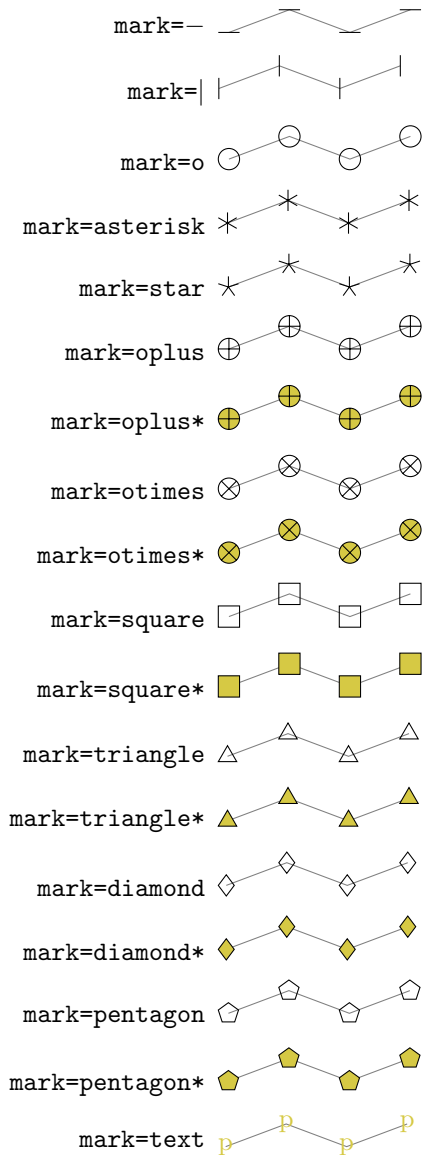 mark=−
mark=|
mark=o
mark=asterisk
mark=star
mark=oplus
mark=oplus*
mark=otimes
mark=otimes*
mark=square
mark=square*
mark=triangle
mark=triangle*
mark=diamond
mark=diamond*
mark=pentagon
mark=pentagon*
mark=text p p p p